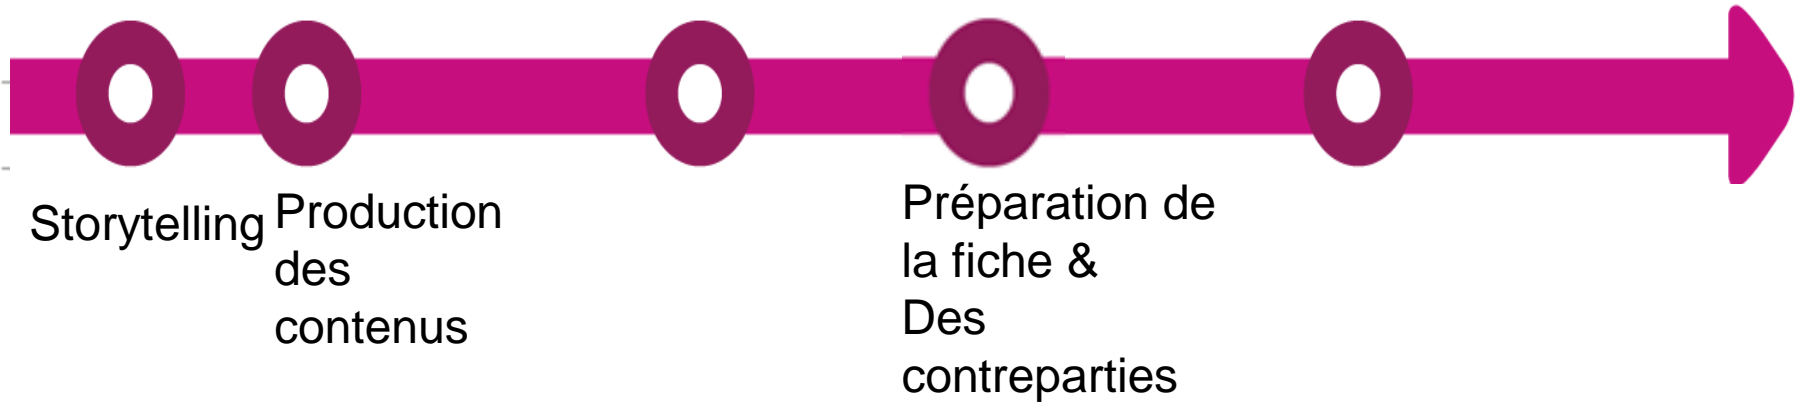 Storytelling
Production
des
contenus
Préparation de
la fiche &
Des
contreparties